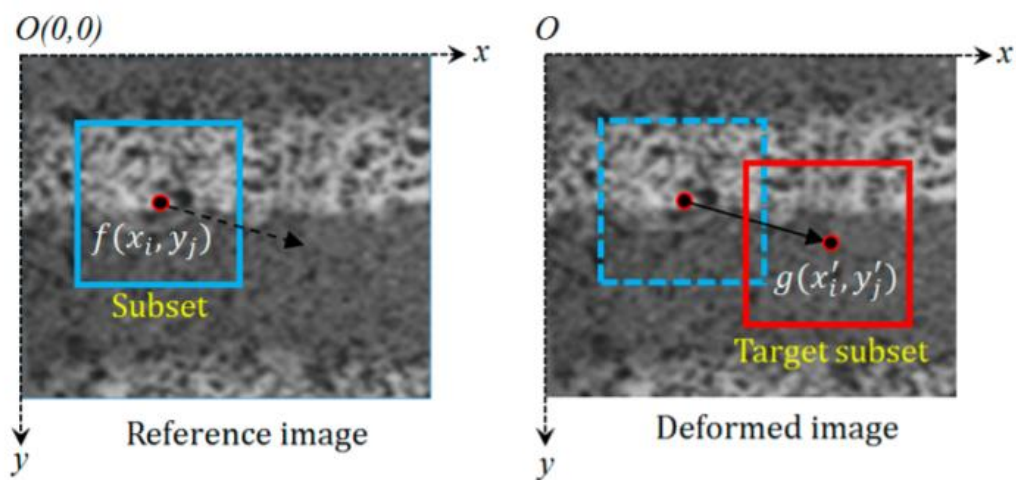 O(0,0)
x
f(x_i, y_j)
Subset
y
Reference image
O
x
g(x'_i, y'_j)
Target subset
y
Deformed image